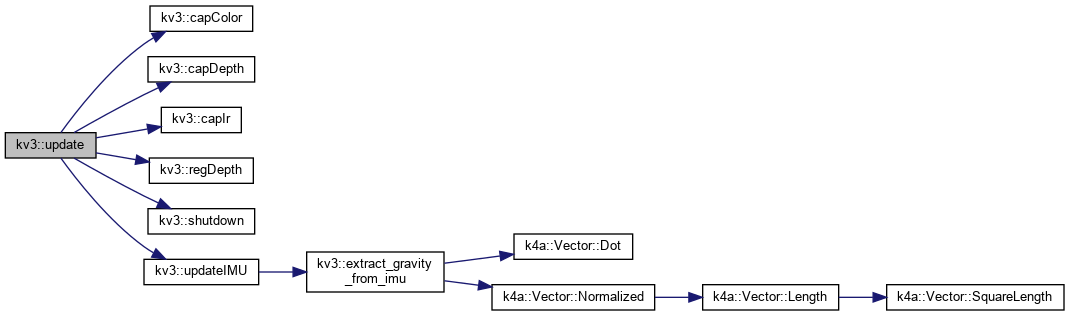 kv3::capColor
kv3::capDepth
kv3::capIr
kv3::update
kv3::regDepth
kv3::shutdown
kv3::updateIMU
kv3::extract_gravity
_from_imu
k4a::Vector::Dot
k4a::Vector::Normalized
k4a::Vector::Length
k4a::Vector::SquareLength